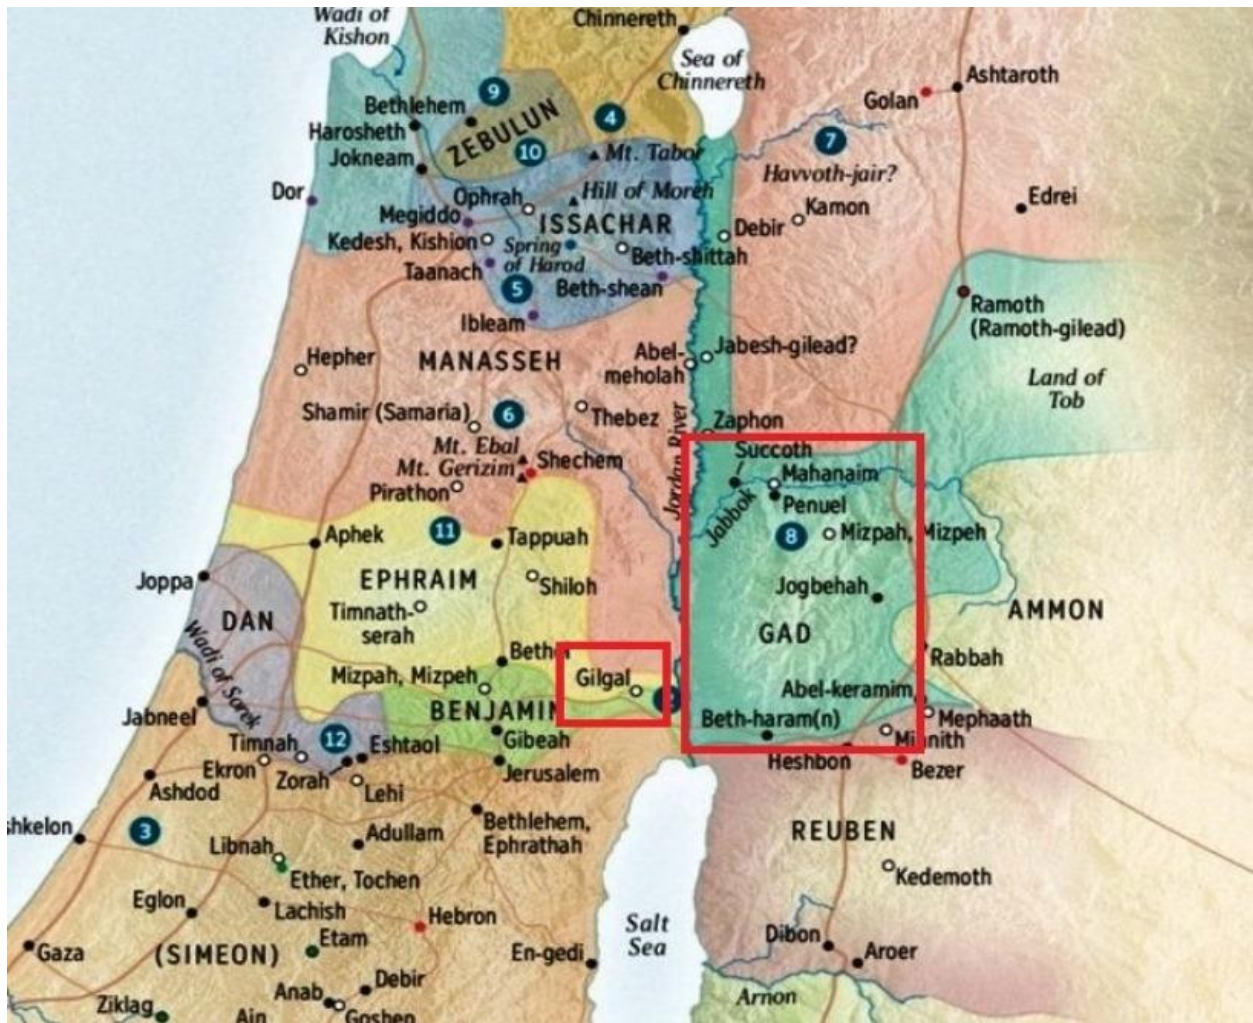 Wadi of
Kishon
Chinnereth
Sea of
Chinnereth
Ashtaroth
Golan
9
Bethlehem
4
ZEBULUN
Harosheth
7
Jokneam
10
Mt. Tabor
Havvoth-jair?
Dor
Ophrah
Hill of Moreh
Edrei
Megiddo
ISSACHAR
Kamon
Kedesh, Kishion
Spring
of Harod
Debir
Beth-shittah
Taanach
5
Beth-shean
Ibleam
Ramoth
(Ramoth-gilead)
Hepher
MANASSEH
Abel-
meholah
Jabesh-gilead?
Land of
Tob
Shamir (Samaria)
6
Thebez
Zaphon
Jordan River
Mt. Ebal
Mt. Gerizim
Shechem
Succoth
Mahanaim
Pirathon
Jabbok
Penuel
Aphek
11
Tappuah
8
Mizpah, Mizpeh
Joppa
EPHRAIM
Shiloh
Jogbehah
AMMON
DAN
Timnath-
serah
GAD
Wadi of Sorek
Bethel
Rabbah
Mizpah, Mizpeh
Gilgal
Abel-keramim
Jabneel
BENJAMIN
Beth-haram(n)
Mephaath
Timnah
12
Eshtaol
Gibeah
Minnith
Ekron
Zorah
Jerusalem
Heshbon
Bezer
Ashdod
Lehi
shkelon
3
Adullam
Bethlehem,
Ephrathah
REUBEN
Libnah
Ether, Tochen
Kedemoth
Eglon
Lachish
Hebron
Salt
Sea
Gaza
(SIMEON)
Etam
En-gedi
Dibon
Aroer
Debir
Anab
Arnon
Ziklag
Ain
Goshen